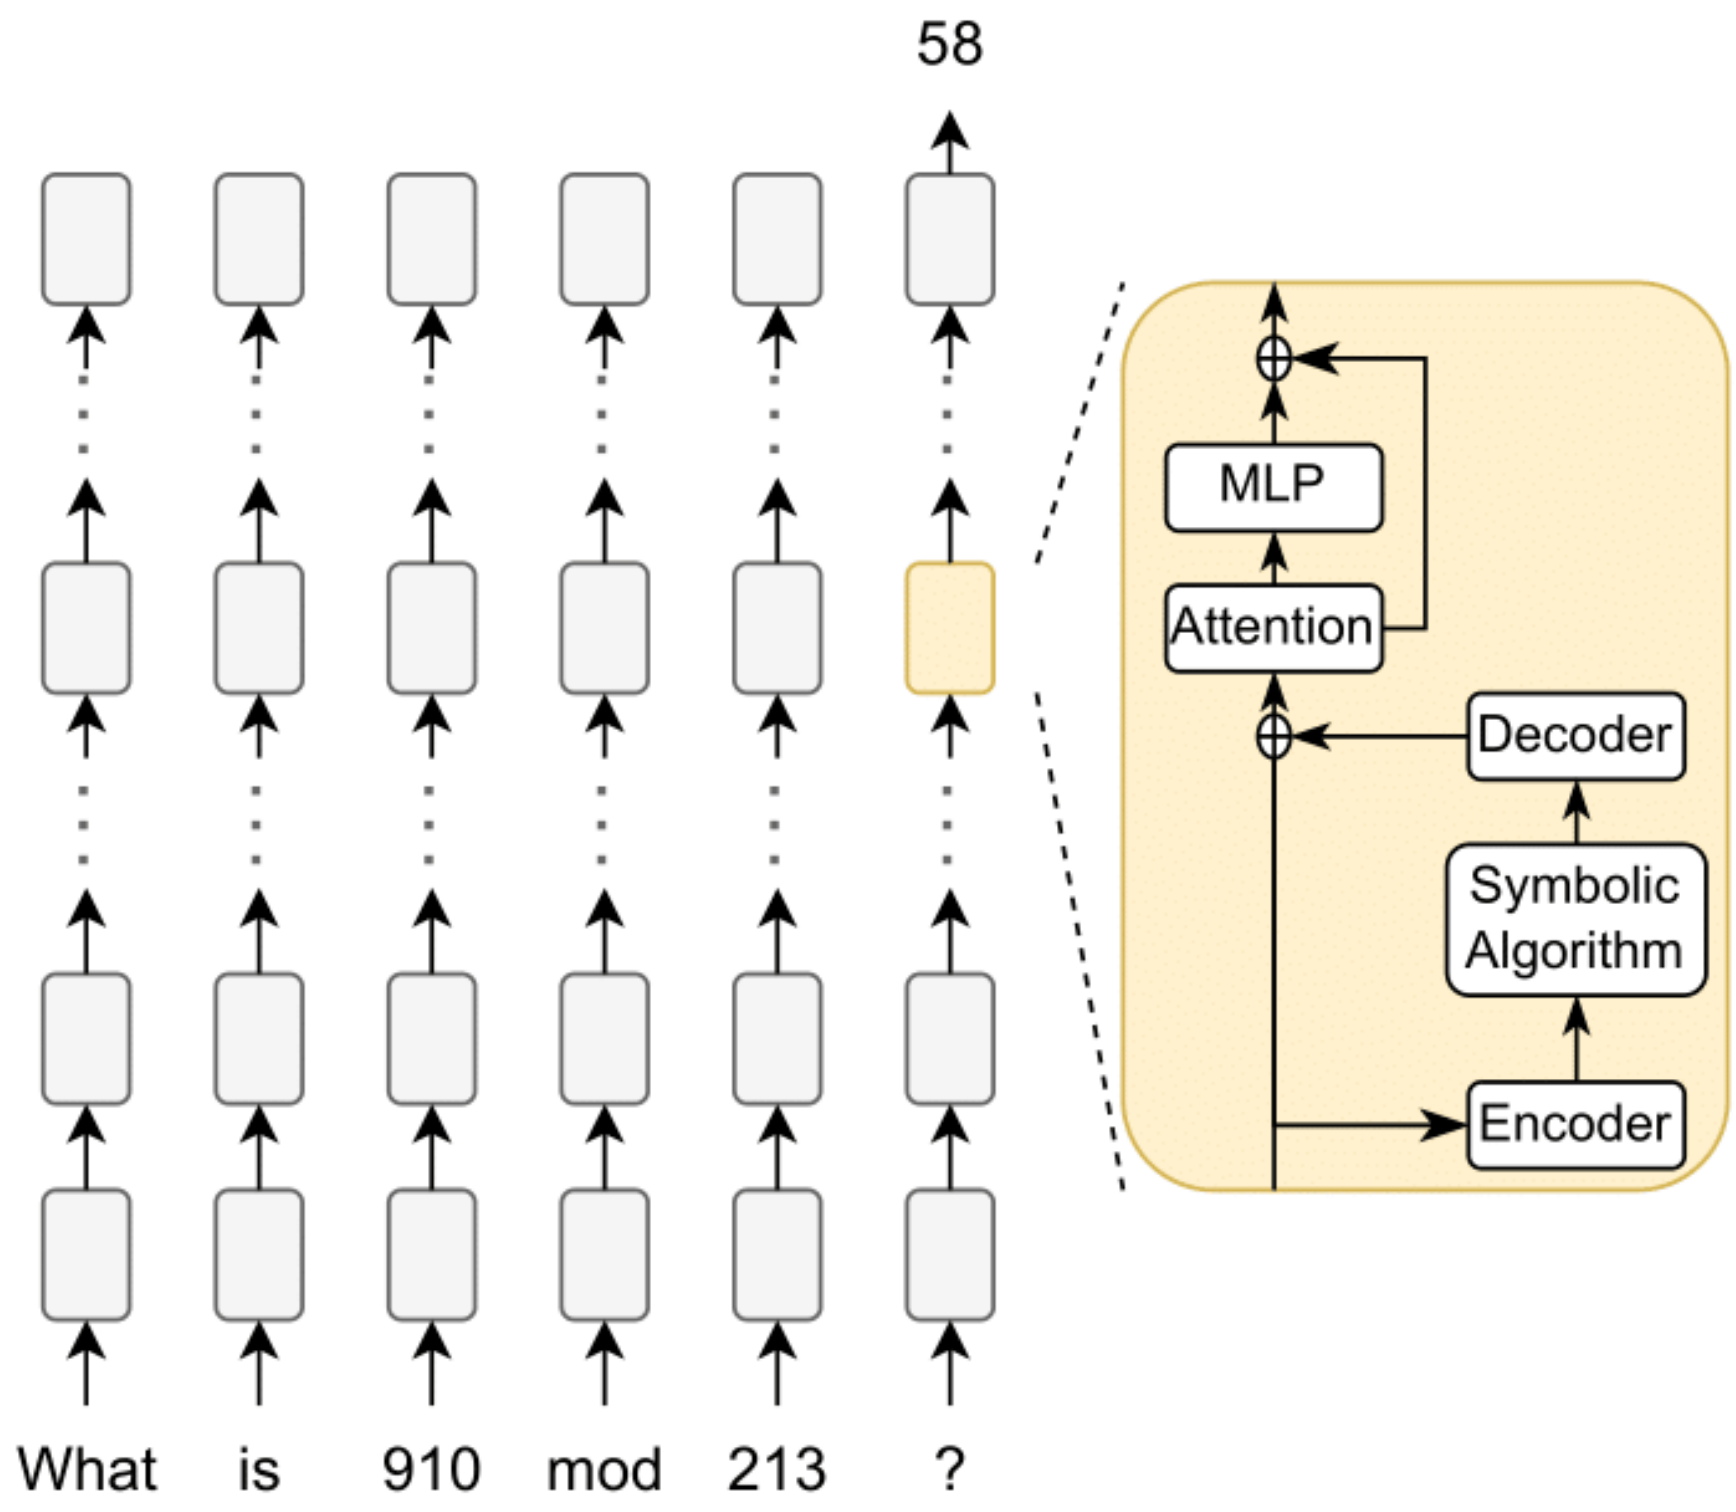 58
MLP
Attention
Decoder
Symbolic
Algorithm
Encoder
What is 910 mod 213 ?